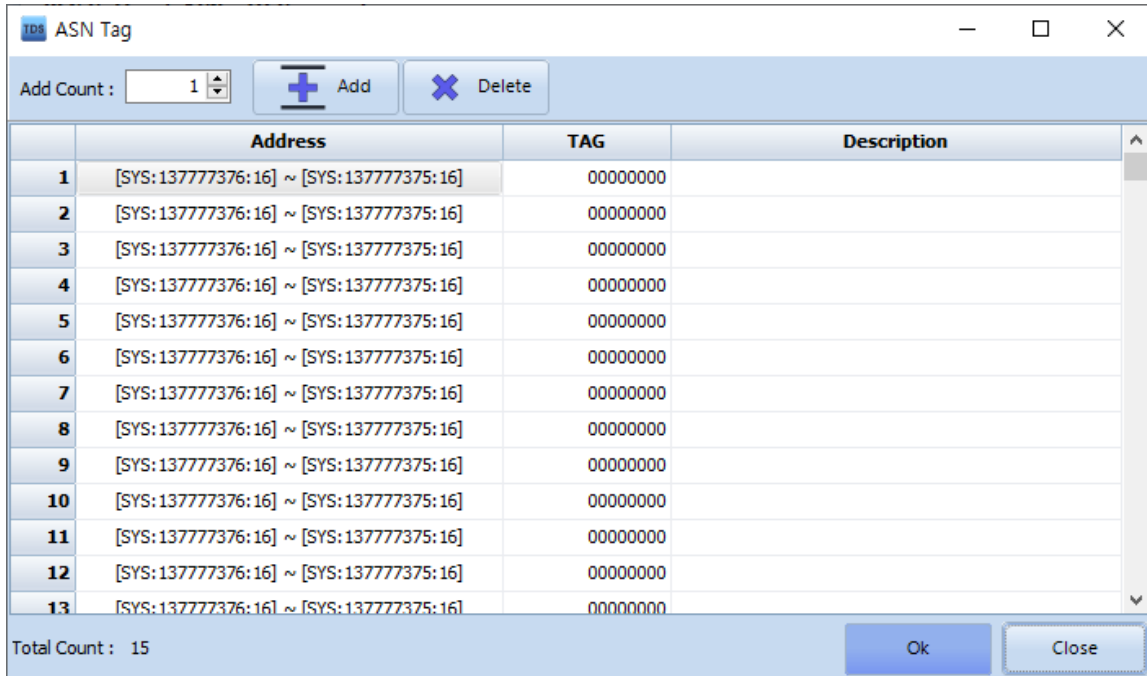 TDS ASN Tag
Add Count : 1 Add Delete
Address TAG Description
1 [SYS:137777376:16] ~ [SYS:137777375:16] 00000000
2 [SYS:137777376:16] ~ [SYS:137777375:16] 00000000
3 [SYS:137777376:16] ~ [SYS:137777375:16] 00000000
4 [SYS:137777376:16] ~ [SYS:137777375:16] 00000000
5 [SYS:137777376:16] ~ [SYS:137777375:16] 00000000
6 [SYS:137777376:16] ~ [SYS:137777375:16] 00000000
7 [SYS:137777376:16] ~ [SYS:137777375:16] 00000000
8 [SYS:137777376:16] ~ [SYS:137777375:16] 00000000
9 [SYS:137777376:16] ~ [SYS:137777375:16] 00000000
10 [SYS:137777376:16] ~ [SYS:137777375:16] 00000000
11 [SYS:137777376:16] ~ [SYS:137777375:16] 00000000
12 [SYS:137777376:16] ~ [SYS:137777375:16] 00000000
13 [SYS:137777376:16] ~ [SYS:137777375:16] 00000000
Total Count : 15 Ok Close